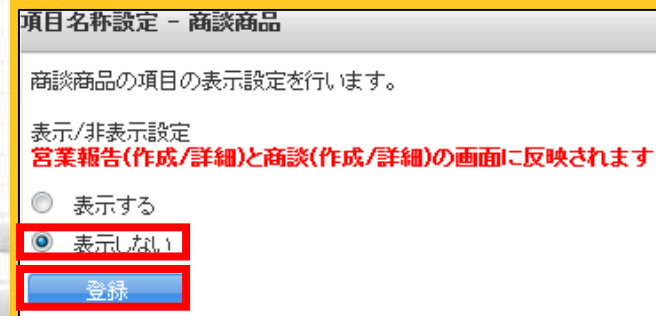 項目名称設定 - 商談商品
商談商品の項目の表示設定を行います。
表示/非表示設定
営業報告(作成/詳細)と商談(作成/詳細)の画面に反映されます
表示する
表示しない
登録